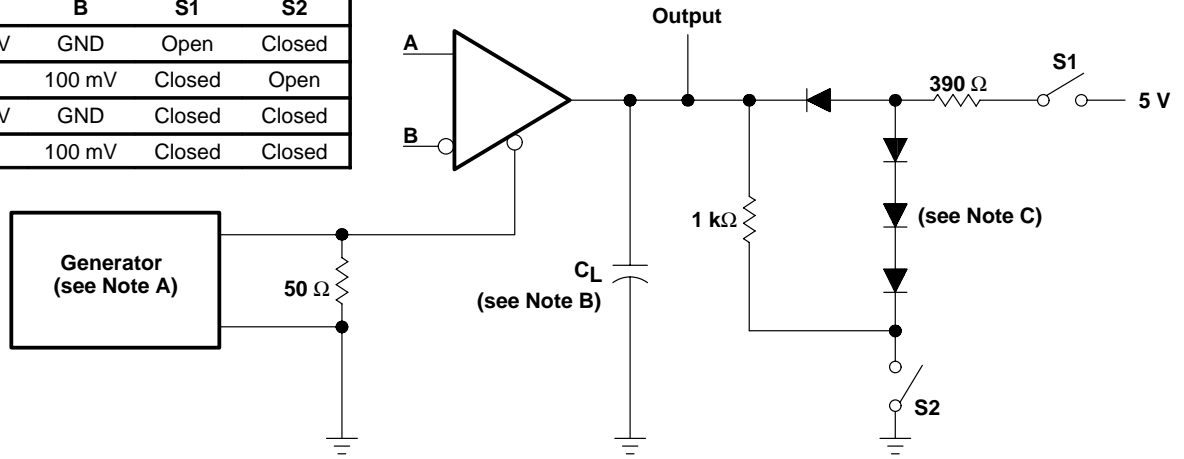 B S1 S2
V GND Open Closed
100 mV Closed Open
V GND Closed Closed
100 mV Closed Closed
Output
A
B
S1
390 Ω
5 V
1 kΩ
(see Note C)
Generator
(see Note A)
50 Ω
CL
(see Note B)
S2